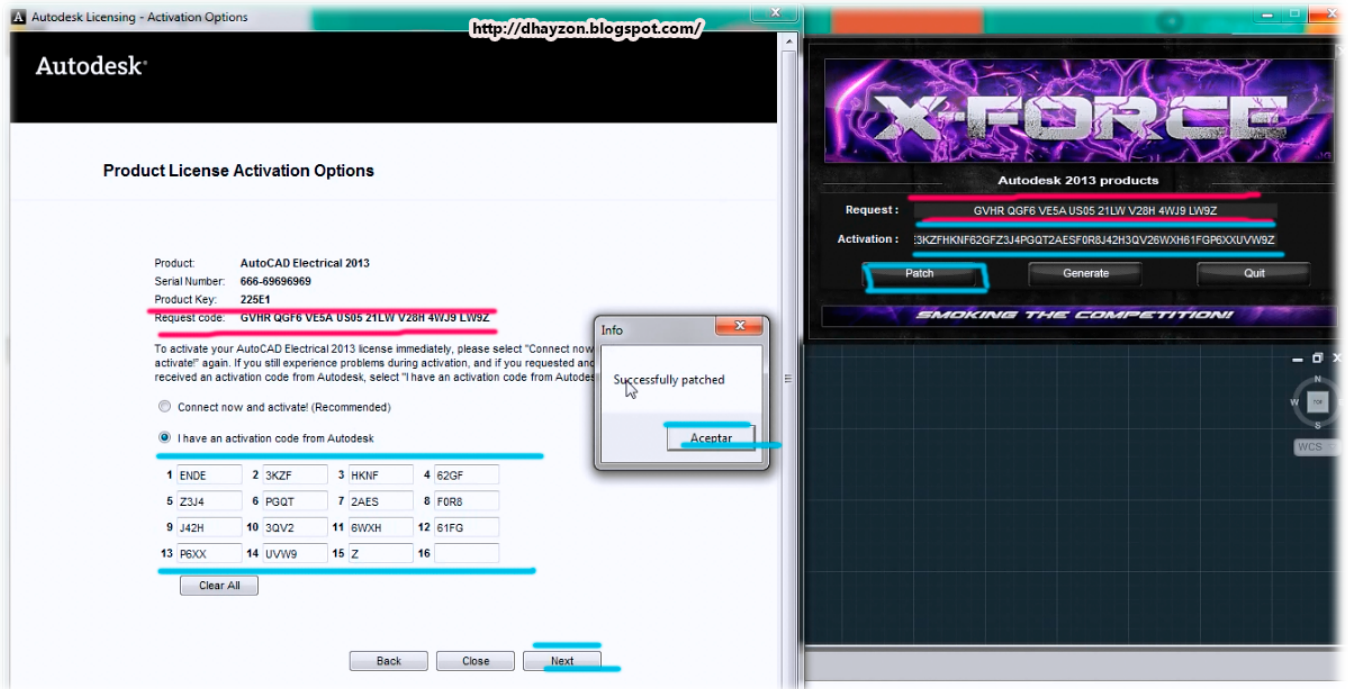 Autodesk Licensing - Activation Options
http://dhayzon.blogspot.com/
Autodesk
Product License Activation Options
Product: AutoCAD Electrical 2013
Serial Number: 666-69696969
Product Key: 225E1
Request code: GVHR QGF6 VE5A US05 21LW V28H 4WJ9 LW9Z
To activate your AutoCAD Electrical 2013 license immediately, please select "Connect now
activate!" again. If you still experience problems during activation, and if you requested and
received an activation code from Autodesk, select "I have an activation code from Autodes
Connect now and activate! (Recommended)
I have an activation code from Autodesk
1 ENDE 2 3KZF 3 HKNF 4 62GF
5 Z3J4 6 PGQT 7 2AES 8 F0R8
9 J42H 10 3QV2 11 6WXH 12 61FG
13 P6XX 14 UVW9 15 Z 16
Clear All
Back Close Next
Info
Successfully patched
Aceptar
X-FORCE
Autodesk 2013 products
Request : GVHR QGF6 VE5A US05 21LW V28H 4WJ9 LW9Z
Activation : 3KZFHKNF62GFZ3J4PGQT2AESF0R8J42H3QV26WXH61FGP6XXUVW9Z
Patch Generate Quit
SMOKING THE COMPETITION!
N
W TOP
S
WCS